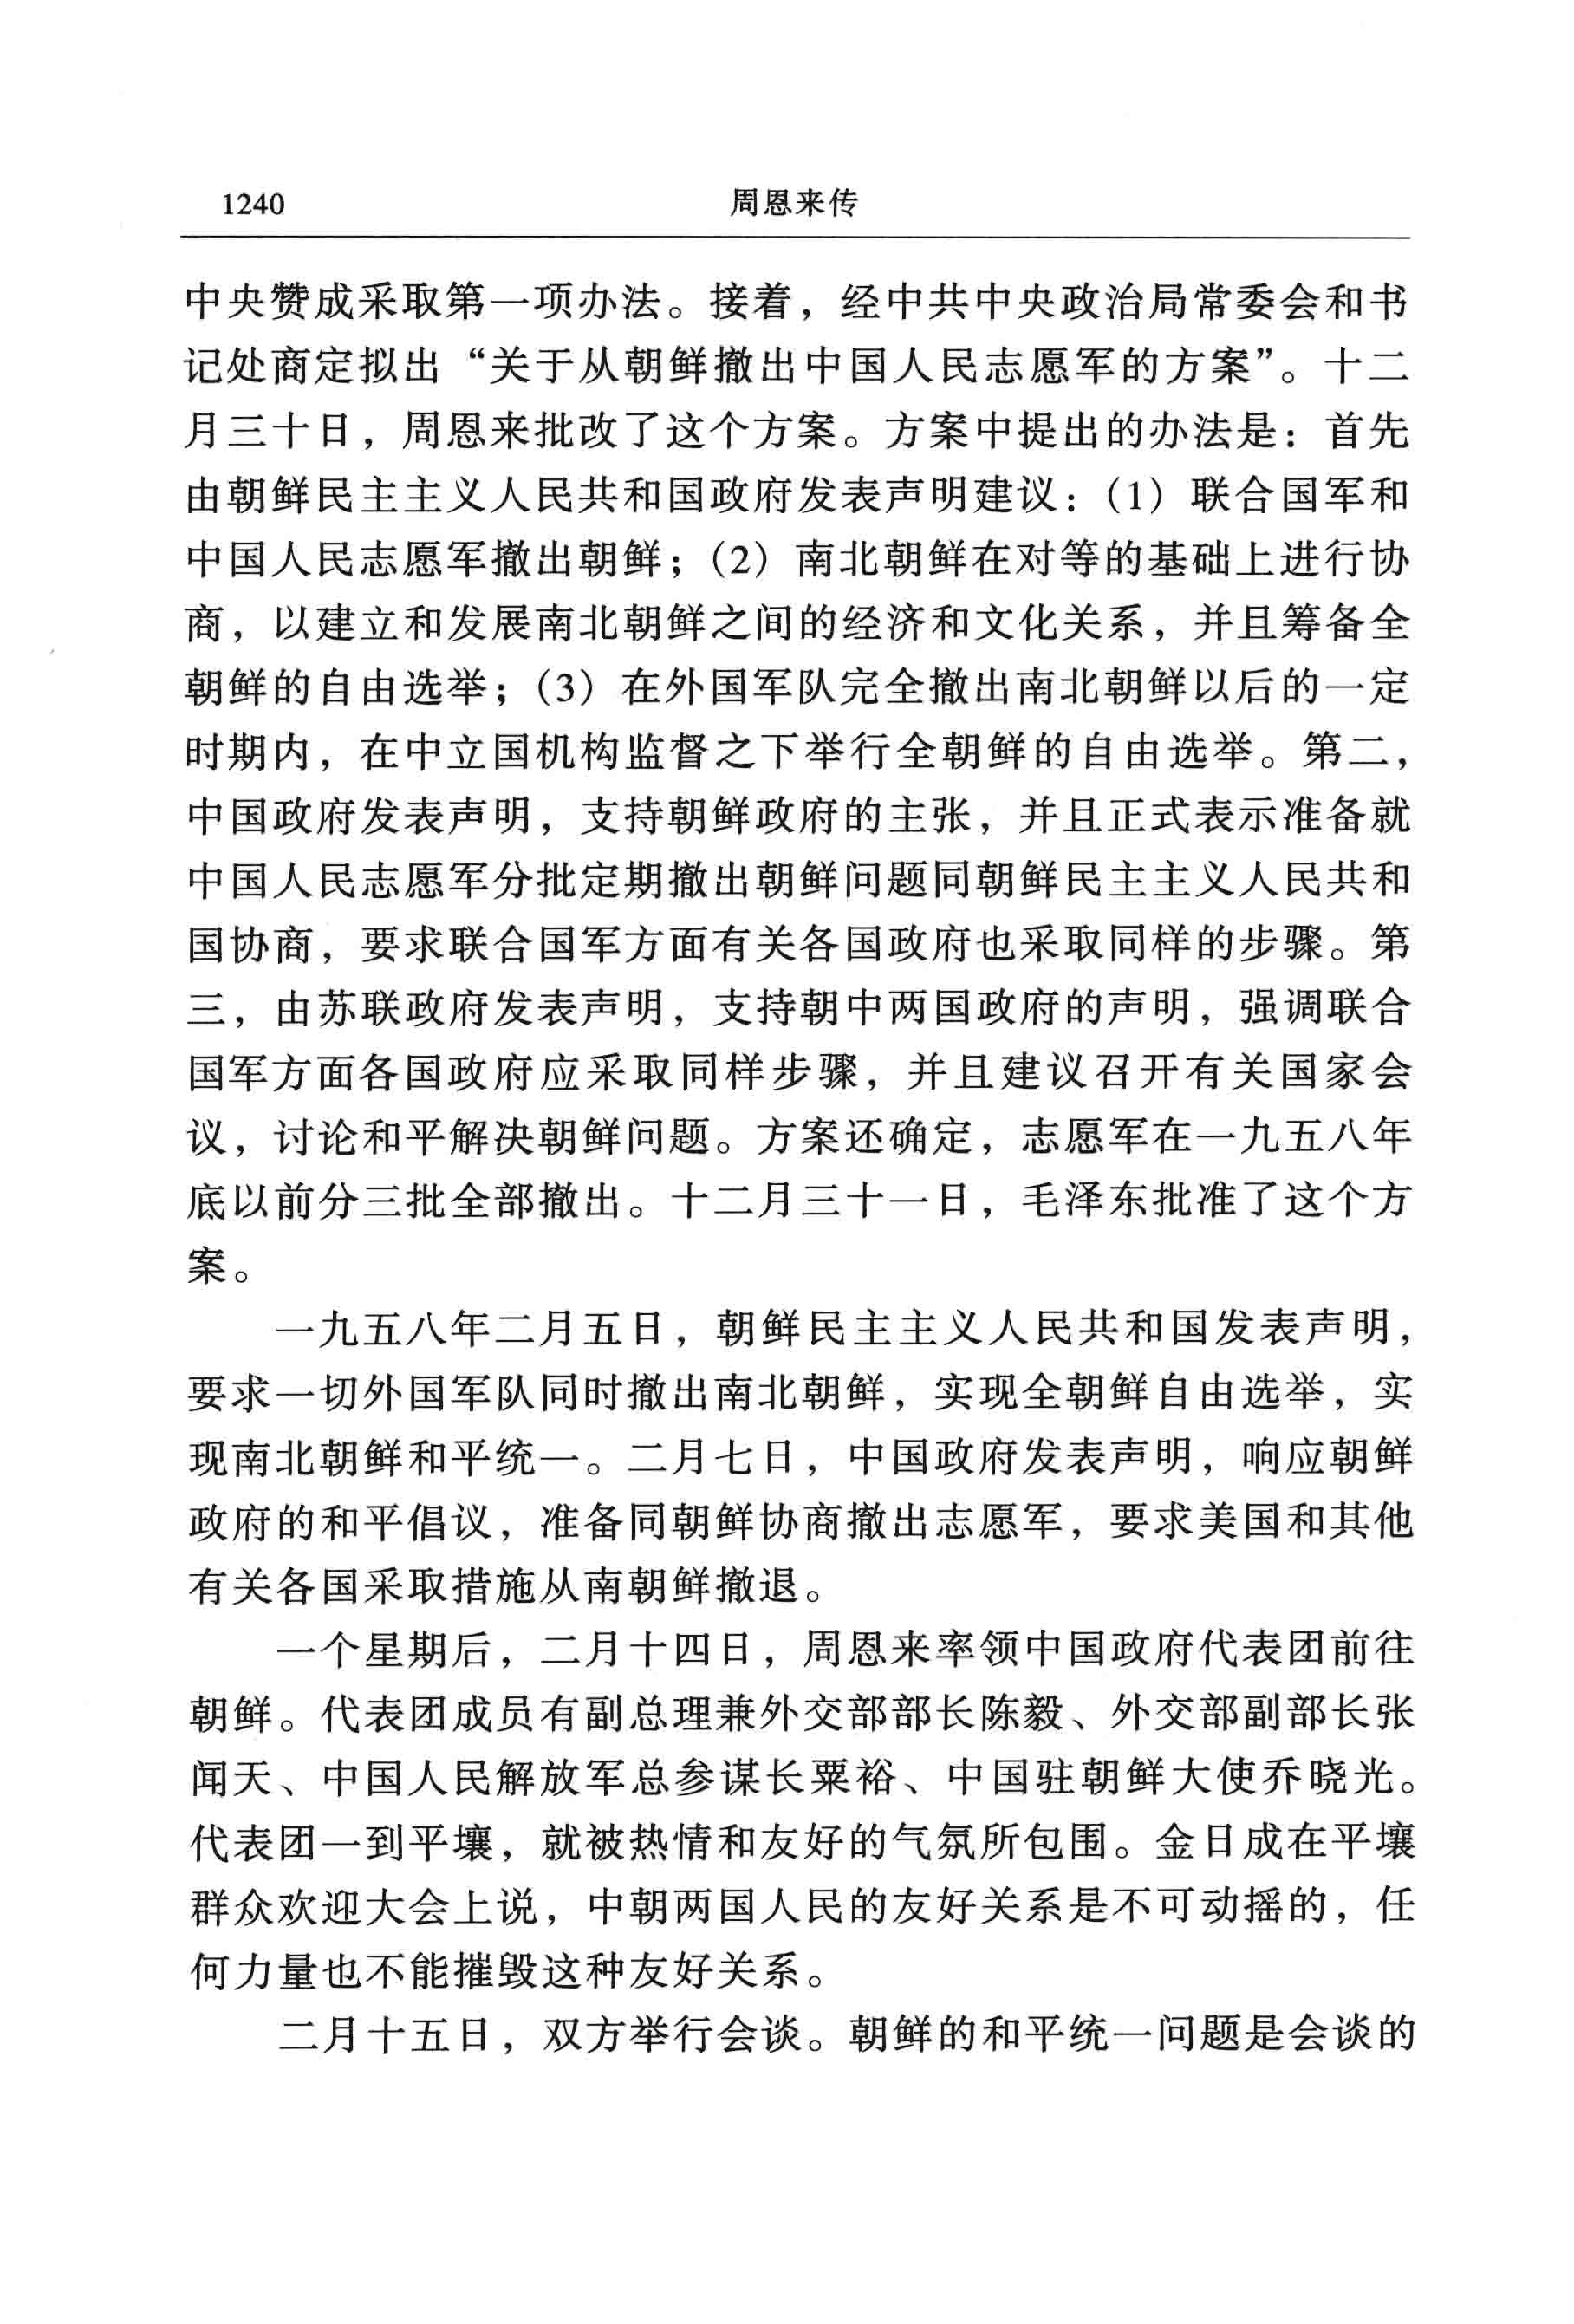 1240
周恩来传
中央赞成采取第一项办法。接着，经中共中央政治局常委会和书
记处商定拟出“关于从朝鲜撤出中国人民志愿军的方案”。十二
月三十日，周恩来批改了这个方案。方案中提出的办法是：首先
由朝鲜民主主义人民共和国政府发表声明建议：(1) 联合国军和
中国人民志愿军撤出朝鲜；(2) 南北朝鲜在对等的基础上进行协
商，以建立和发展南北朝鲜之间的经济和文化关系，并且筹备全
朝鲜的自由选举；(3) 在外国军队完全撤出南北朝鲜以后的一定
时期内，在中立国机构监督之下举行全朝鲜的自由选举。第二，
中国政府发表声明，支持朝鲜政府的主张，并且正式表示准备就
中国人民志愿军分批定期撤出朝鲜问题同朝鲜民主主义人民共和
国协商，要求联合国军方面有关各国政府也采取同样的步骤。第
三，由苏联政府发表声明，支持朝中两国政府的声明，强调联合
国军方面各国政府应采取同样步骤，并且建议召开有关国家会
议，讨论和平解决朝鲜问题。方案还确定，志愿军在一九五八年
底以前分三批全部撤出。十二月三十一日，毛泽东批准了这个方
案。
一九五八年二月五日，朝鲜民主主义人民共和国发表声明，
要求一切外国军队同时撤出南北朝鲜，实现全朝鲜自由选举，实
现南北朝鲜和平统一。二月七日，中国政府发表声明，响应朝鲜
政府的和平倡议，准备同朝鲜协商撤出志愿军，要求美国和其他
有关各国采取措施从南朝鲜撤退。
一个星期后，二月十四日，周恩来率领中国政府代表团前往
朝鲜。代表团成员有副总理兼外交部部长陈毅、外交部副部长张
闻天、中国人民解放军总参谋长粟裕、中国驻朝鲜大使乔晓光。
代表团一到平壤，就被热情和友好的气氛所包围。金日成在平壤
群众欢迎大会上说，中朝两国人民的友好关系是不可动摇的，任
何力量也不能摧毁这种友好关系。
二月十五日，双方举行会谈。朝鲜的和平统一问题是会谈的